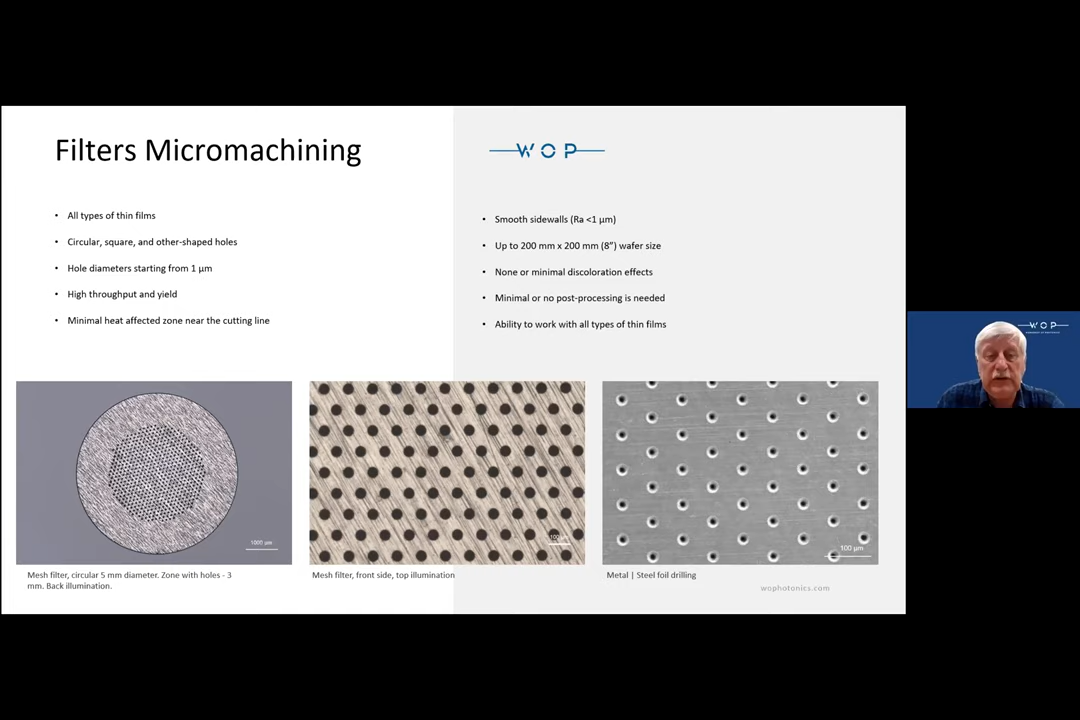 Filters Micromachining
• All types of thin films
• Circular, square, and other-shaped holes
• Hole diameters starting from 1 µm
• High throughput and yield
• Minimal heat affected zone near the cutting line
WOP
• Smooth sidewalls (Ra <1 µm)
• Up to 200 mm x 200 mm (8”) wafer size
• None or minimal discoloration effects
• Minimal or no post-processing is needed
• Ability to work with all types of thin films
1000 µm
100 µm
100 µm
Mesh filter, circular 5 mm diameter. Zone with holes - 3
mm. Back illumination.
Mesh filter, front side, top illumination
Metal | Steel foil drilling
wophotonics.com
WOP